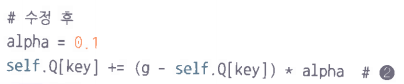 # 수정 후
alpha = 0.1
self.Q[key] += (g - self.Q[key]) * alpha # ❷